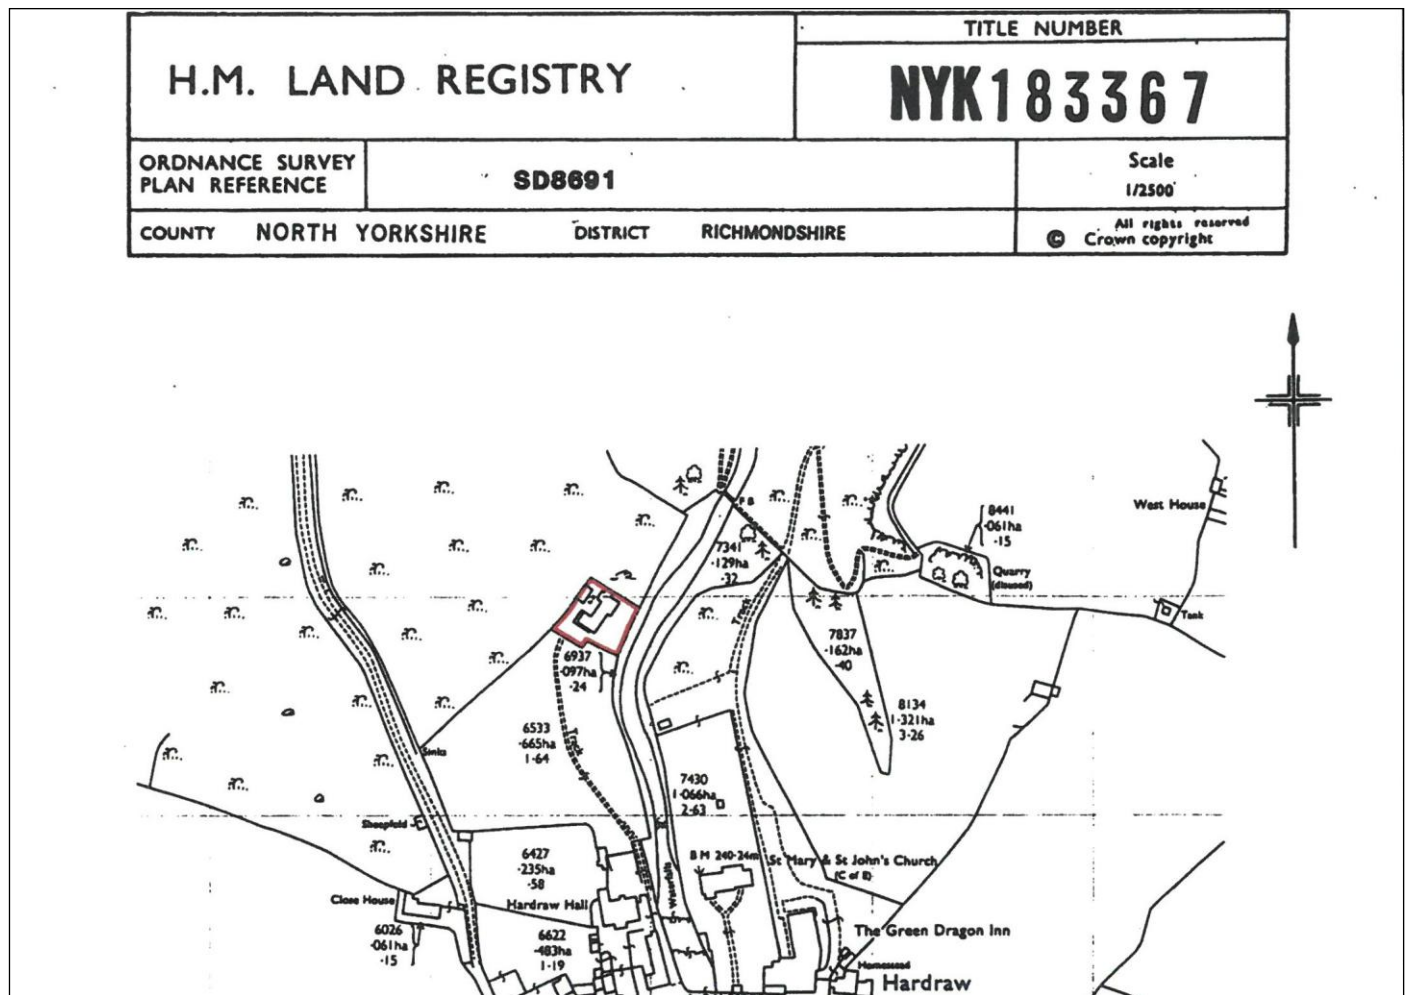 H.M. LAND REGISTRY
TITLE NUMBER
NYK183367
ORDNANCE SURVEY
PLAN REFERENCE
SD8691
Scale
1/2500
COUNTY NORTH YORKSHIRE DISTRICT RICHMONDSHIRE
All rights reserved
© Crown copyright
F B
West House
8441
·061ha
·15
7341
·129ha
·32
Quarry
(disused)
Track
Tank
7837
·162ha
·40
6937
·097ha
·24
8134
1·321ha
3·26
6533
·665ha
1·64
Track
Sinks
7430
1·066ha
2·63
Sheepfold
6427
·235ha
·58
B M 240·24m
St Mary & St John's Church
(C of E)
Waterfalls
Close House
Hardraw Hall
6026
·061ha
·15
6622
·483ha
1·19
The Green Dragon Inn
Homestead
Hardraw